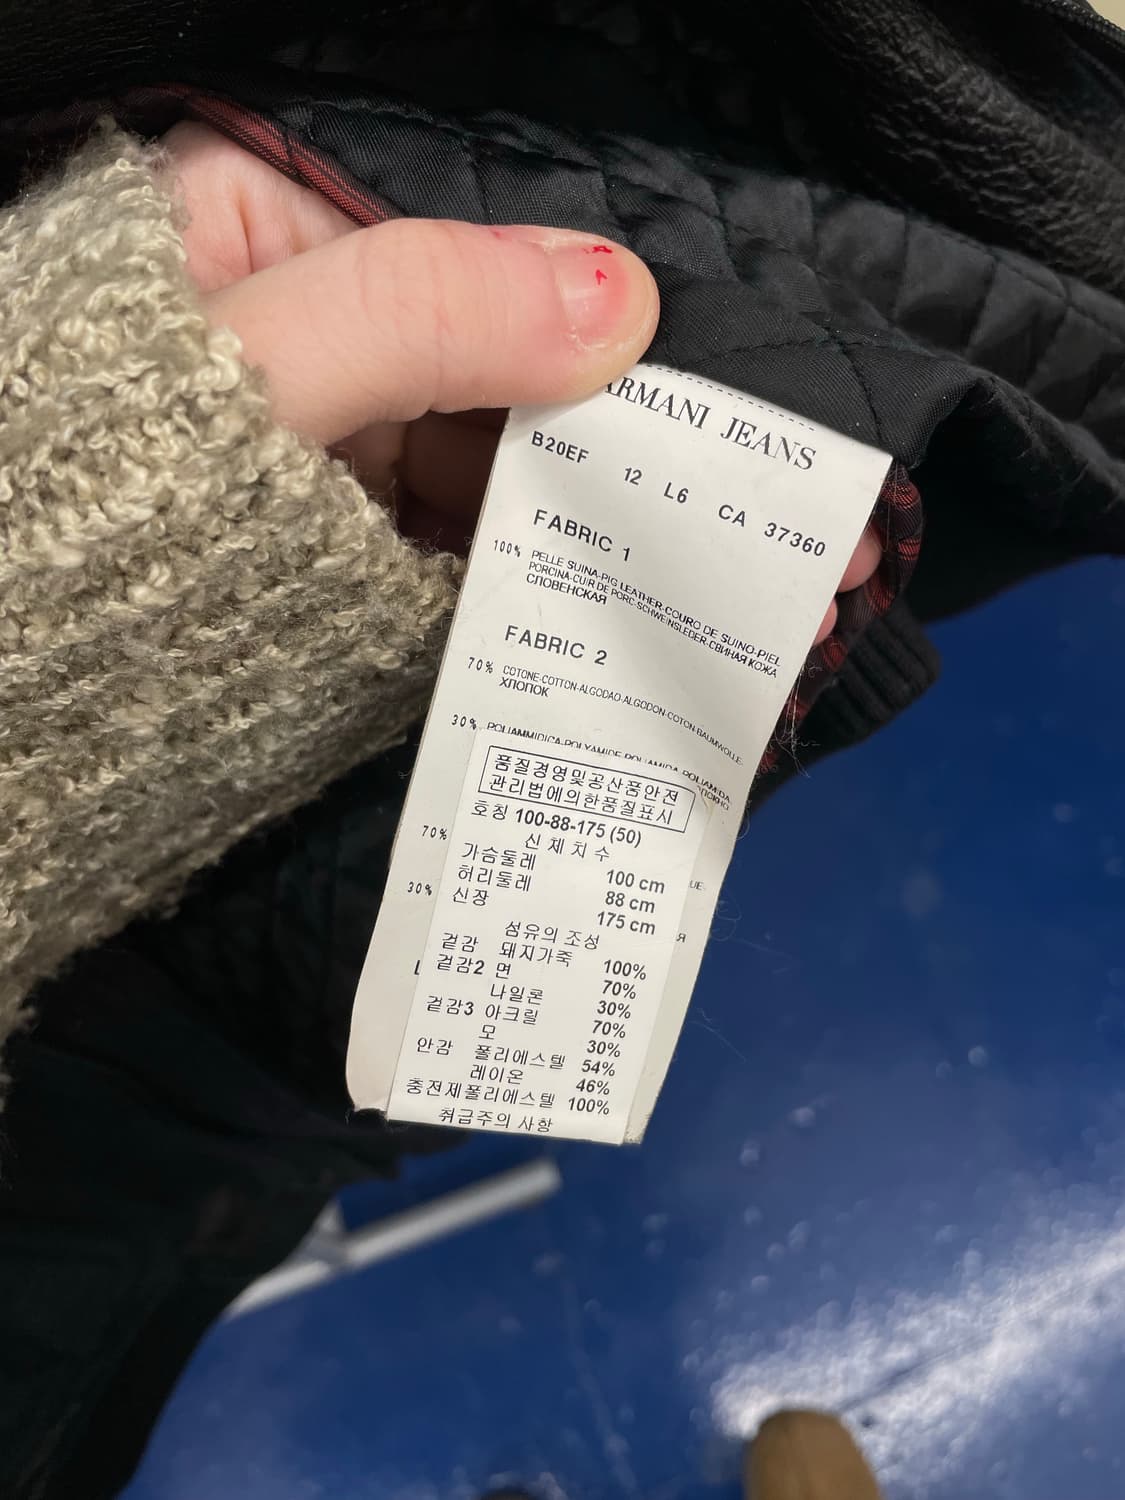 ARMANI JEANS
B20EF 12 L6 CA 37360
FABRIC 1
100% PELLE SUINA-PIG LEATHER-COURO DE SUINO-PIEL
PORCINA-CUIR DE PORC-SCHWEINSLEDER-СВИНАЯ КОЖА
СЛОВЕНСКАЯ
FABRIC 2
70% COTONE-COTTON-ALGODAO-ALGODON-COTON-BAUMWOLLE-
ХЛОПОК
30% POLIAMMIDICA-POLYAMIDE-POLIAMIDA-POLIAMIDA-
품질경영및공산품안전
관리법에의한품질표시
호칭 100-88-175 (50)
신체치수
70%
가슴둘레 100 cm
허리둘레 88 cm
30%
신장 175 cm
섬유의 조성
겉감 돼지가죽 100%
겉감2 면 70%
나일론 30%
겉감3 아크릴 70%
모 30%
안감 폴리에스텔 54%
레이온 46%
충전제폴리에스텔 100%
취급주의 사항